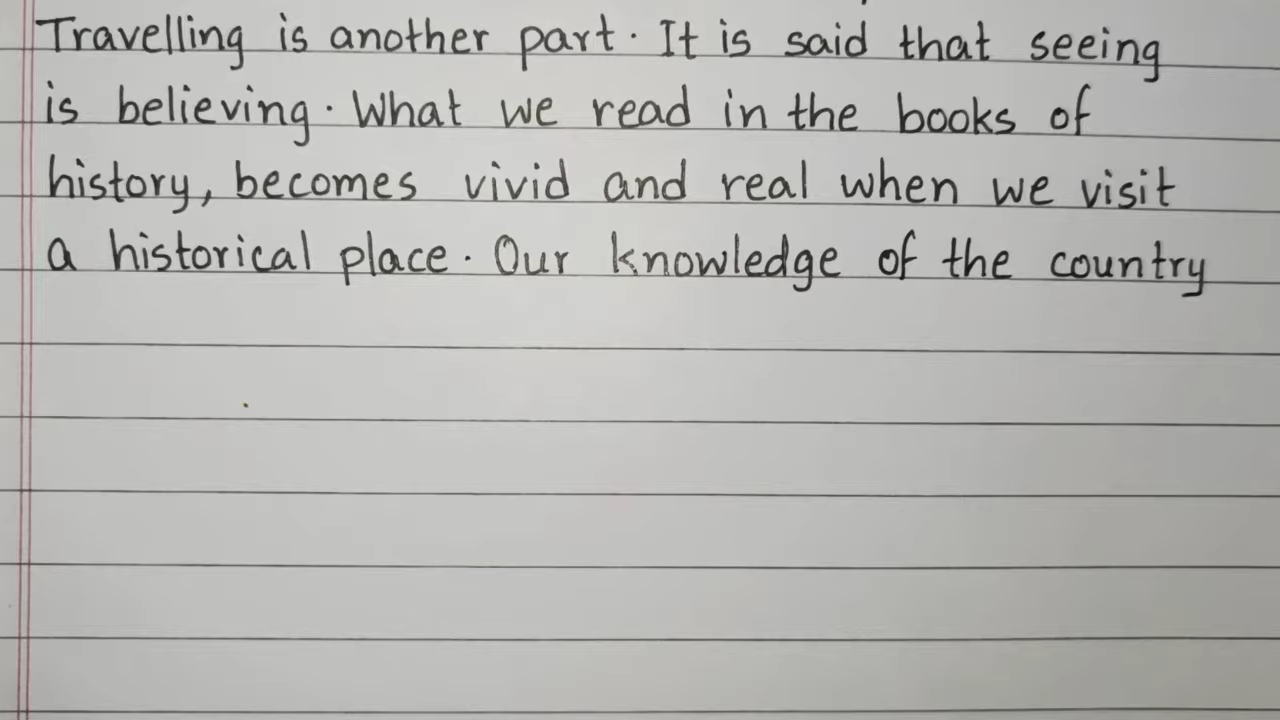 Travelling is another part. It is said that seeing
is believing. What we read in the books of
history, becomes vivid and real when we visit
a historical place. Our knowledge of the country